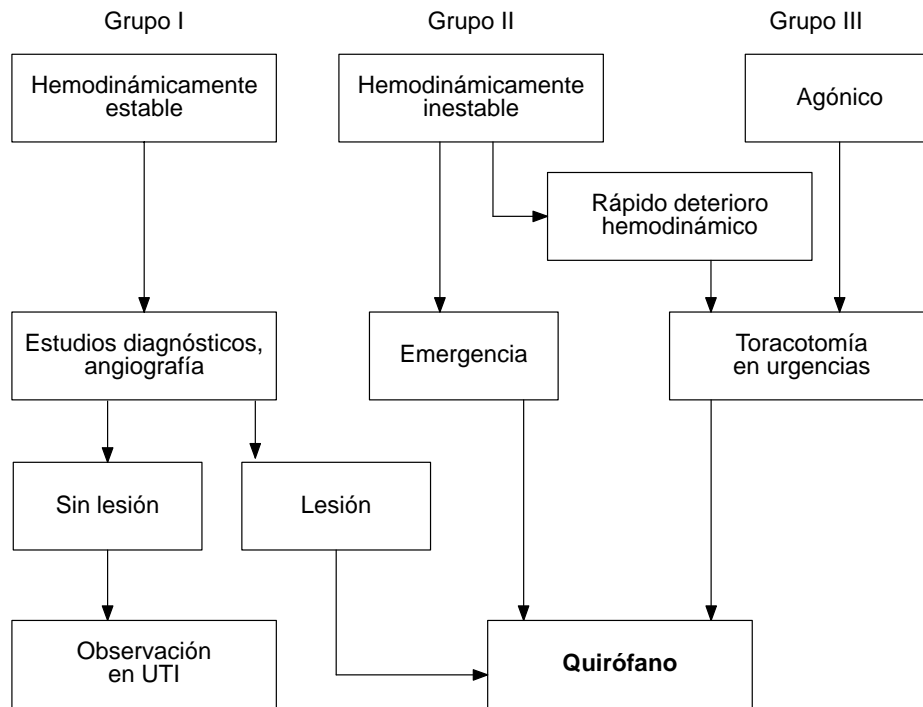 Grupo I
Grupo II
Grupo III
Hemodinámicamente
estable
Hemodinámicamente
inestable
Agónico
Rápido deterioro
hemodinámico
Estudios diagnósticos,
angiografía
Emergencia
Toracotomía
en urgencias
Sin lesión
Lesión
Observación
en UTI
Quirófano